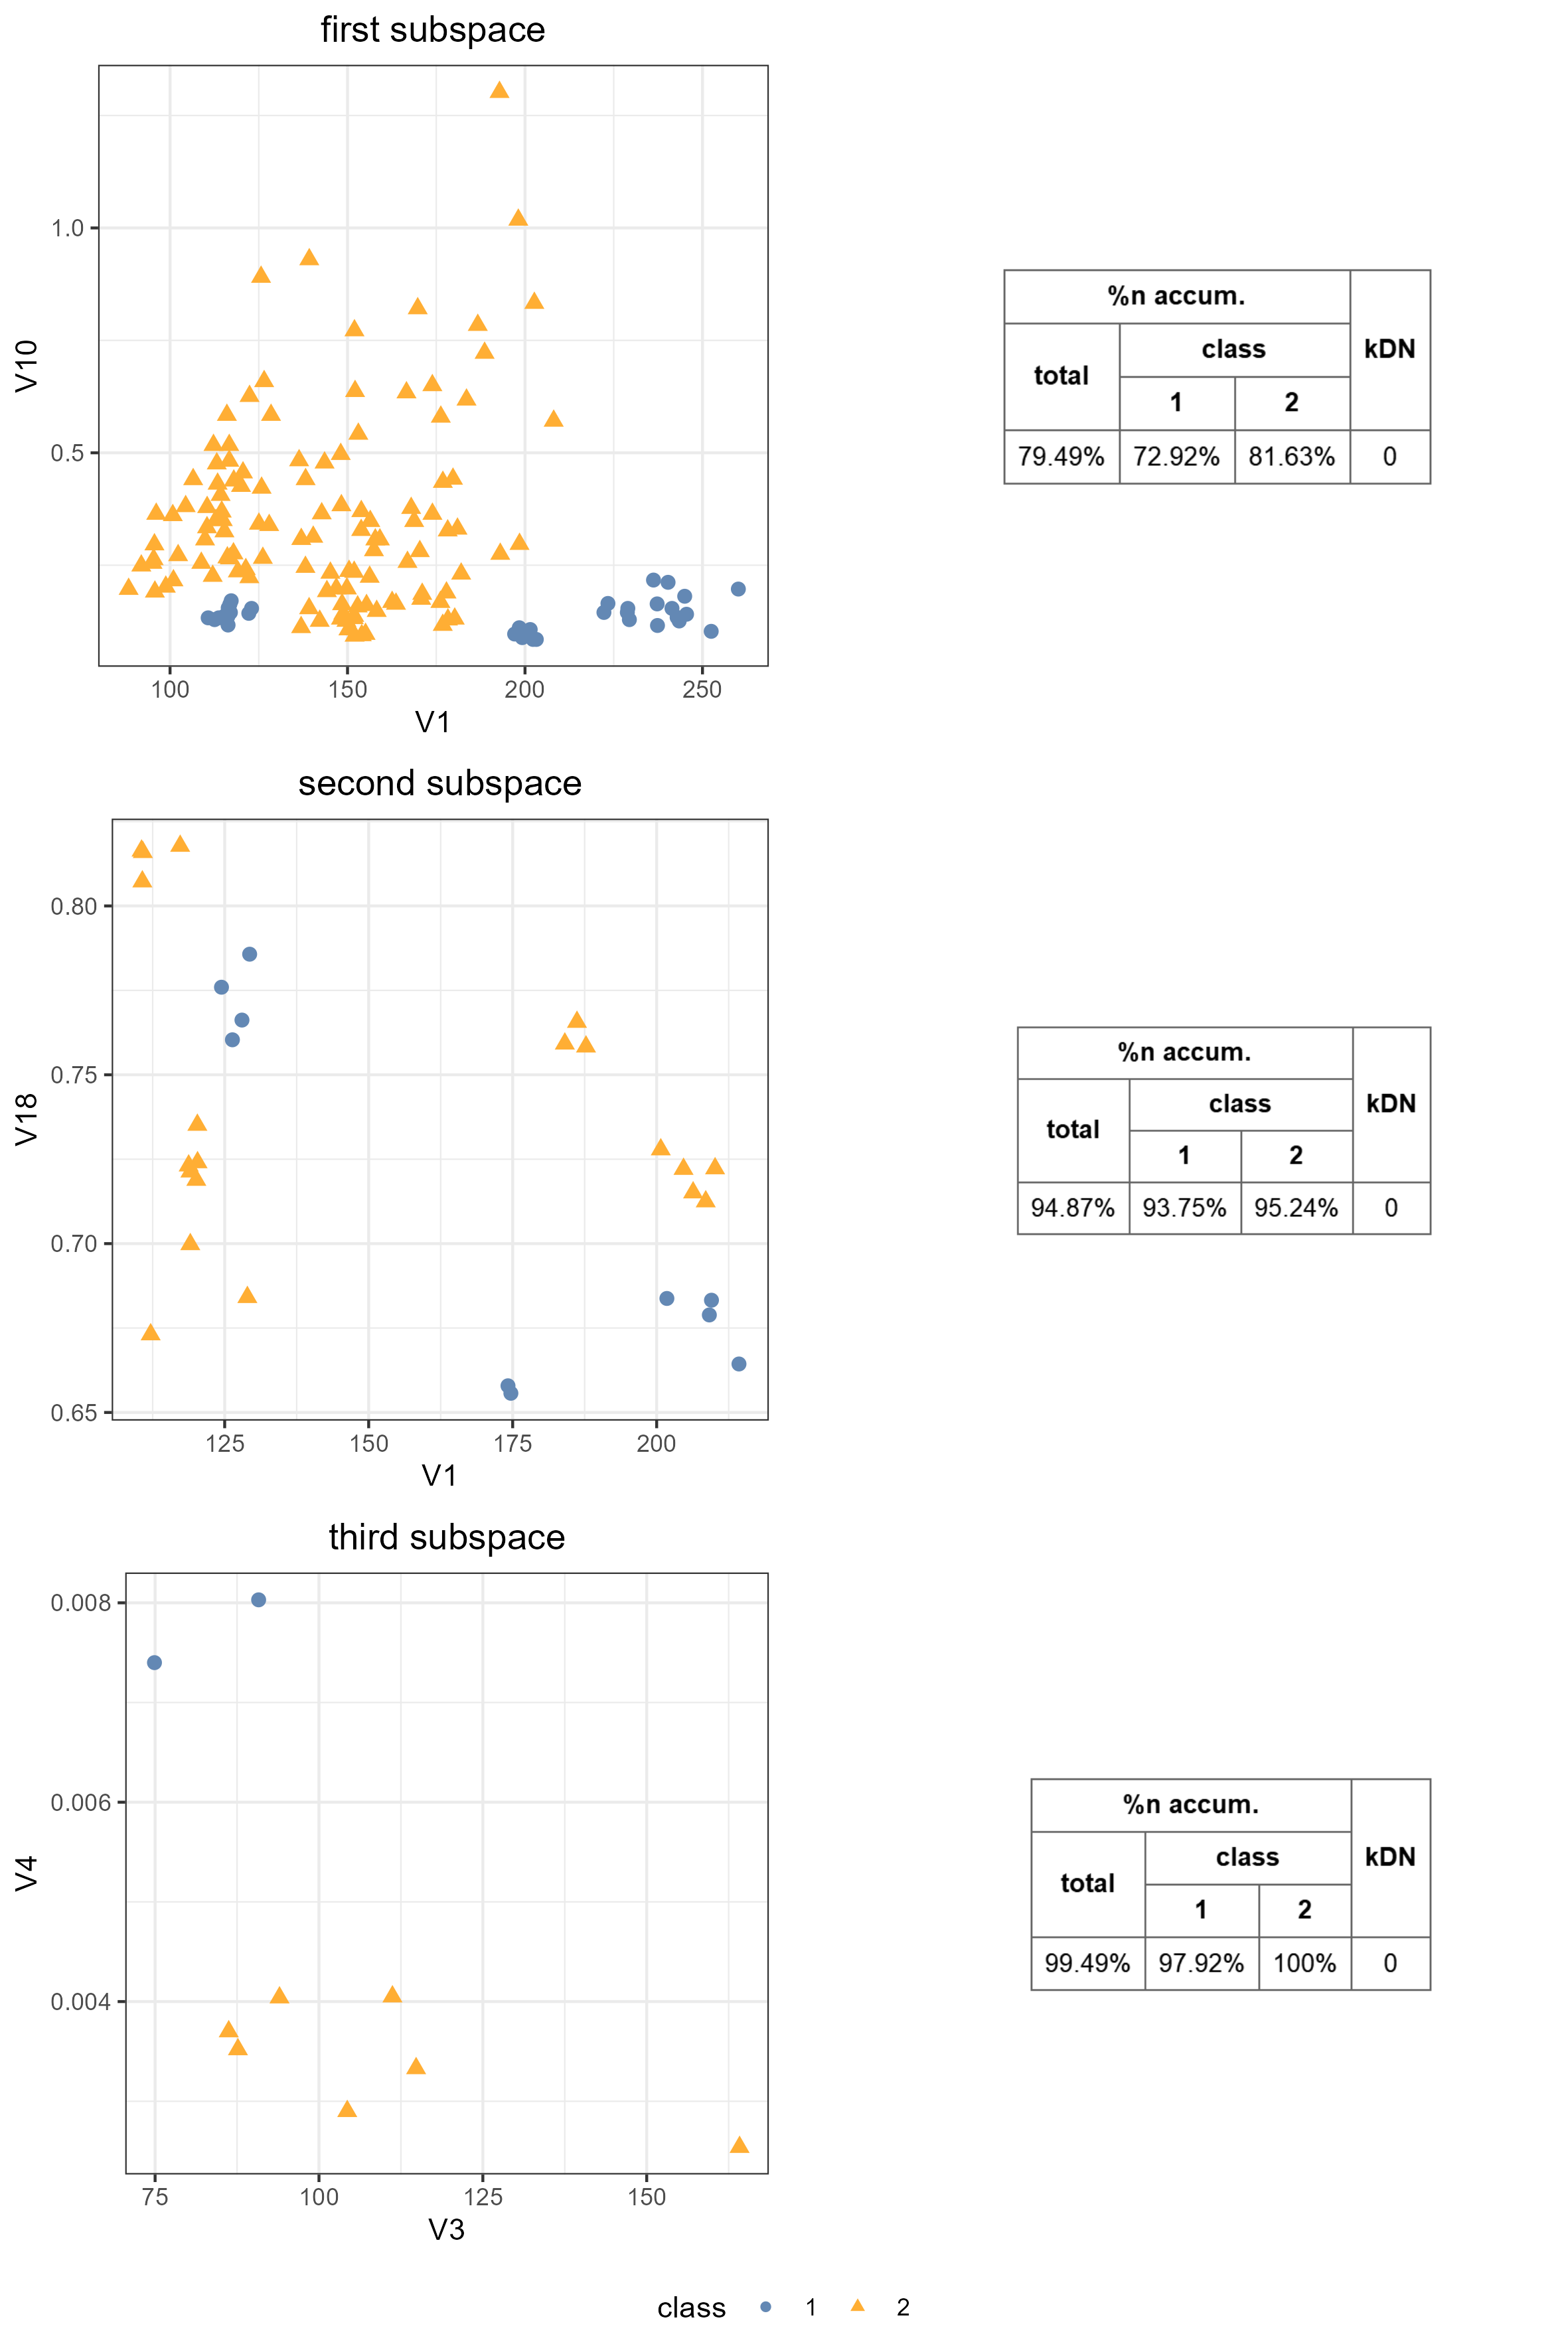 first subspace
V10
1.0
0.5
100 150 200 250
V1
%n accum. kDN
total class
1 2
79.49% 72.92% 81.63% 0
second subspace
V18
0.80
0.75
0.70
0.65
125 150 175 200
V1
%n accum. kDN
total class
1 2
94.87% 93.75% 95.24% 0
third subspace
V4
0.008
0.006
0.004
75 100 125 150
V3
%n accum. kDN
total class
1 2
99.49% 97.92% 100% 0
class 1 2